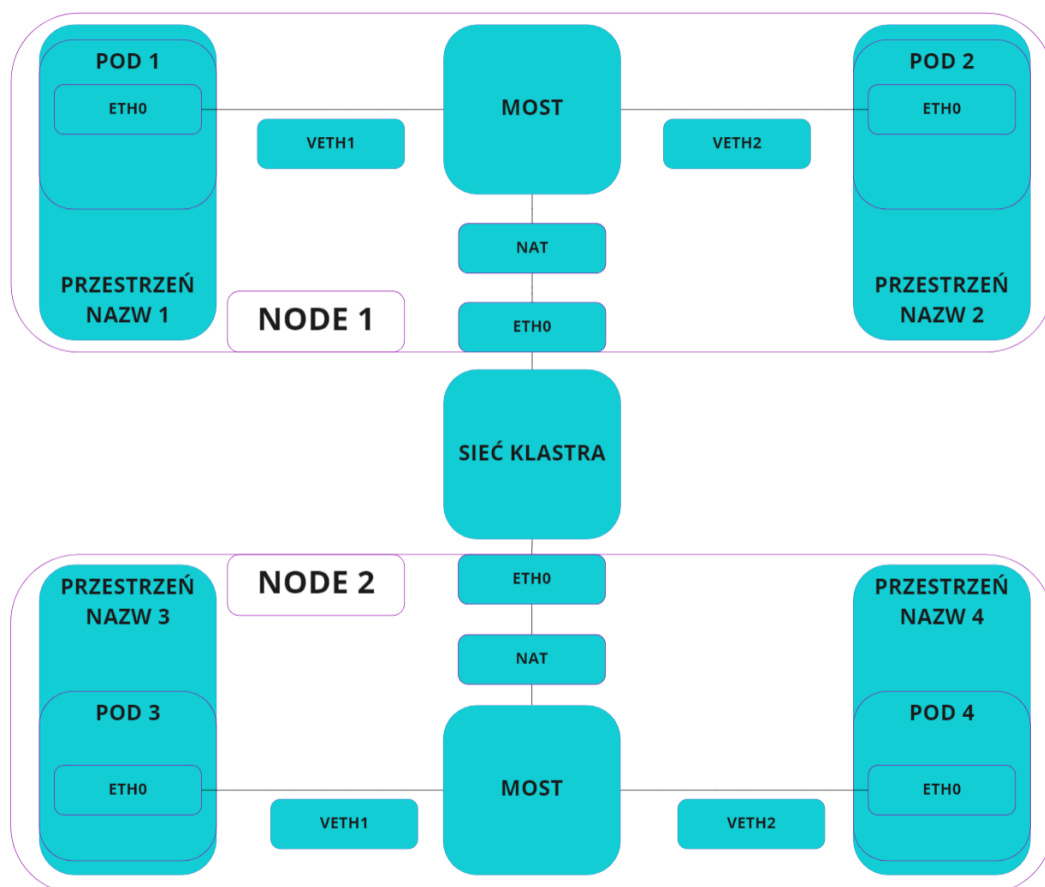 POD 1
ETH0
MOST
POD 2
ETH0
VETH1
VETH2
NAT
PRZESTRZEŃ
NAZW 1
NODE 1
ETH0
PRZESTRZEŃ
NAZW 2
SIEĆ KLASTRA
PRZESTRZEŃ
NAZW 3
NODE 2
ETH0
PRZESTRZEŃ
NAZW 4
NAT
POD 3
ETH0
MOST
POD 4
ETH0
VETH1
VETH2